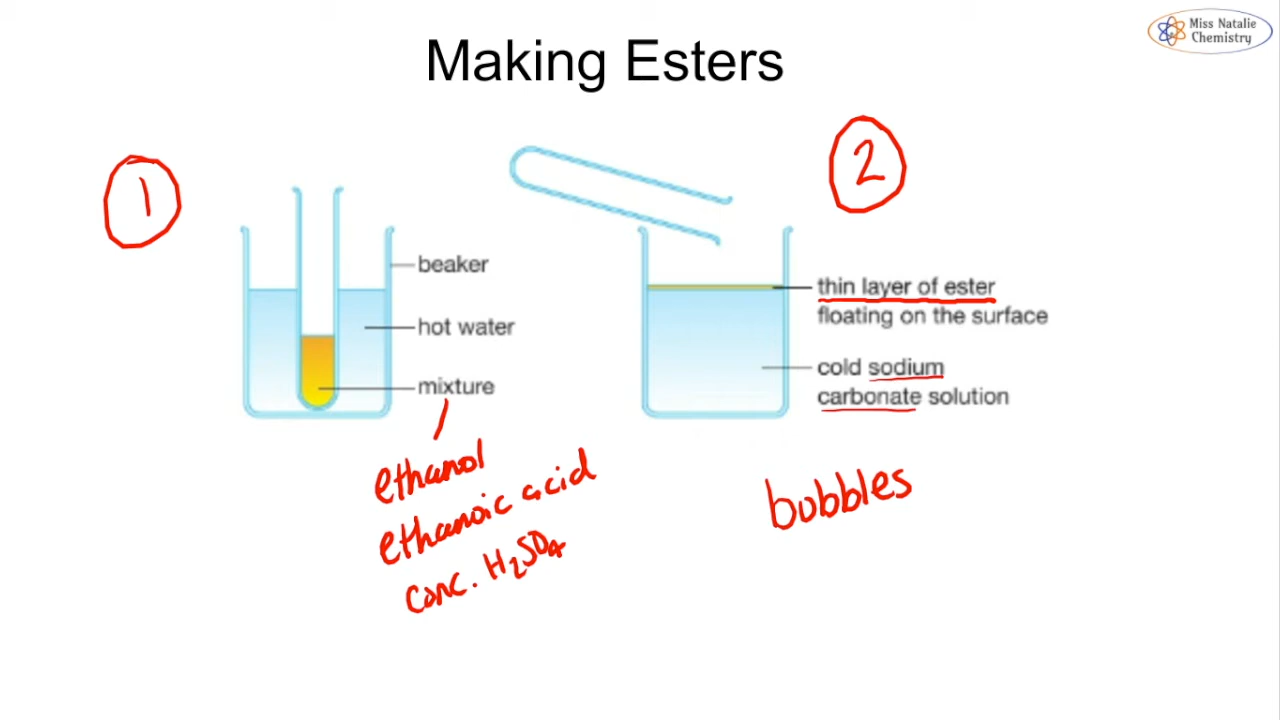 Miss Natalie
Chemistry
Making Esters
1
2
beaker
hot water
mixture
ethanol
ethanoic acid
conc. H₂SO₄
thin layer of ester
floating on the surface
cold sodium
carbonate solution
bubbles